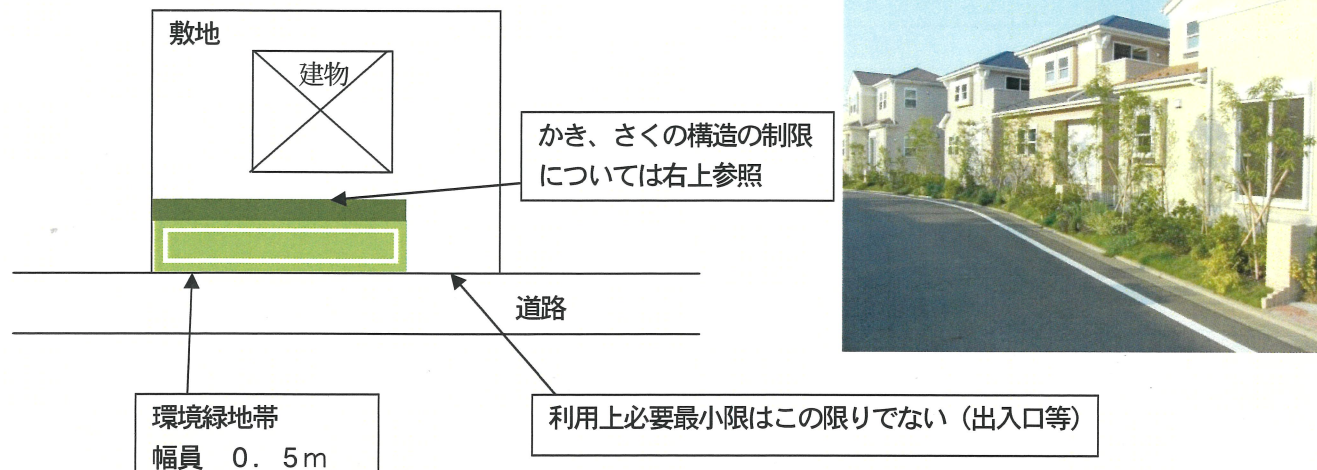 敷地
建物
かき、さくの構造の制限
については右上参照
道路
環境緑地帯
幅員　０．５ｍ
利用上必要最小限はこの限りでない（出入口等）